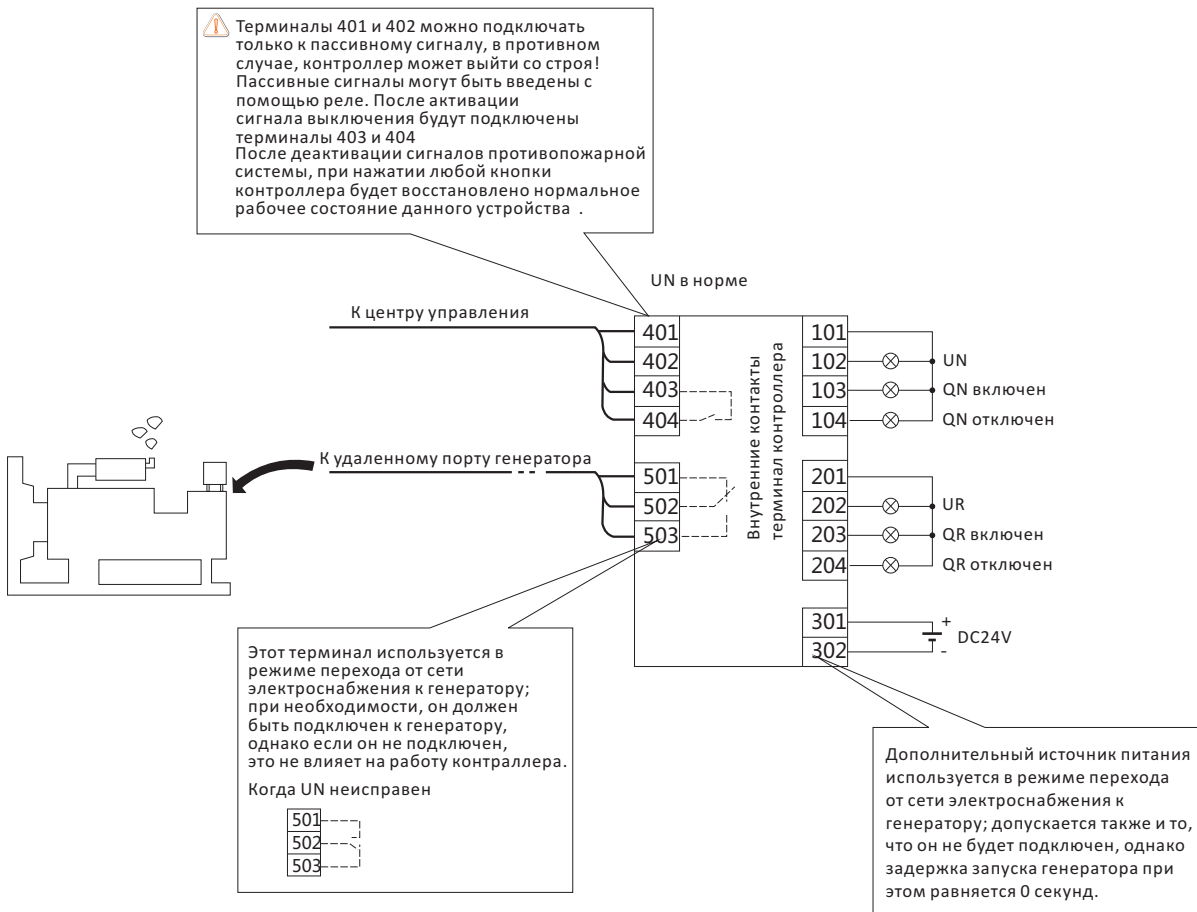 Терминалы 401 и 402 можно подключать
только к пассивному сигналу, в противном
случае, контроллер может выйти со строя!
Пассивные сигналы могут быть введены с
помощью реле. После активации
сигнала выключения будут подключены
терминалы 403 и 404
После деактивации сигналов противопожарной
системы, при нажатии любой кнопки
контроллера будет восстановлено нормальное
рабочее состояние данного устройства .
UN в норме
К центру управления
401
402
403
404
К удаленному порту генератора
501
502
503
Внутренние контакты
терминал контроллера
101
102
103
104
UN
QN включен
QN отключен
201
202
203
204
UR
QR включен
QR отключен
301
302
+
-
DC24V
Этот терминал используется в
режиме перехода от сети
электроснабжения к генератору;
при необходимости, он должен
быть подключен к генератору,
однако если он не подключен,
это не влияет на работу контраллера.
Когда UN неисправен
501
502
503
Дополнительный источник питания
используется в режиме перехода
от сети электроснабжения к
генератору; допускается также и то,
что он не будет подключен, однако
задержка запуска генератора при
этом равняется 0 секунд.